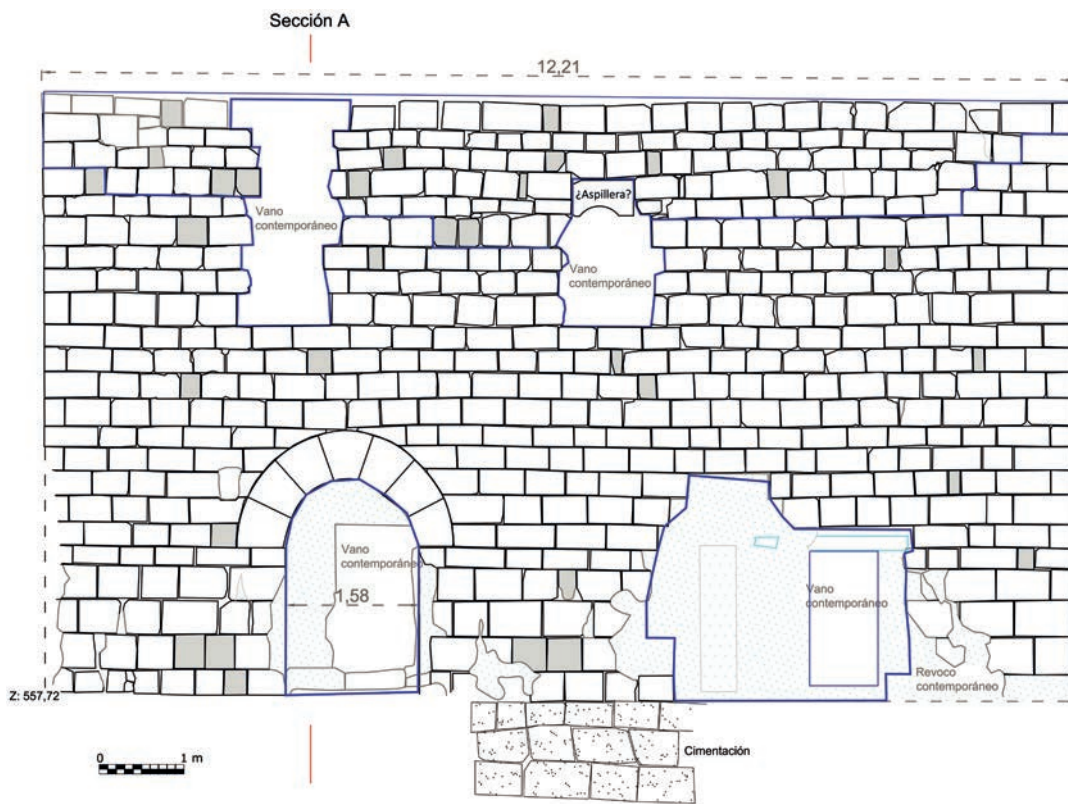 Sección A
12,21
¿Aspillera?
Vano
contemporáneo
Vano
contemporáneo
Vano
contemporáneo
1,58
Vano
contemporáneo
Revoco
contemporáneo
Z: 557,72
Cimentación
0 1 m